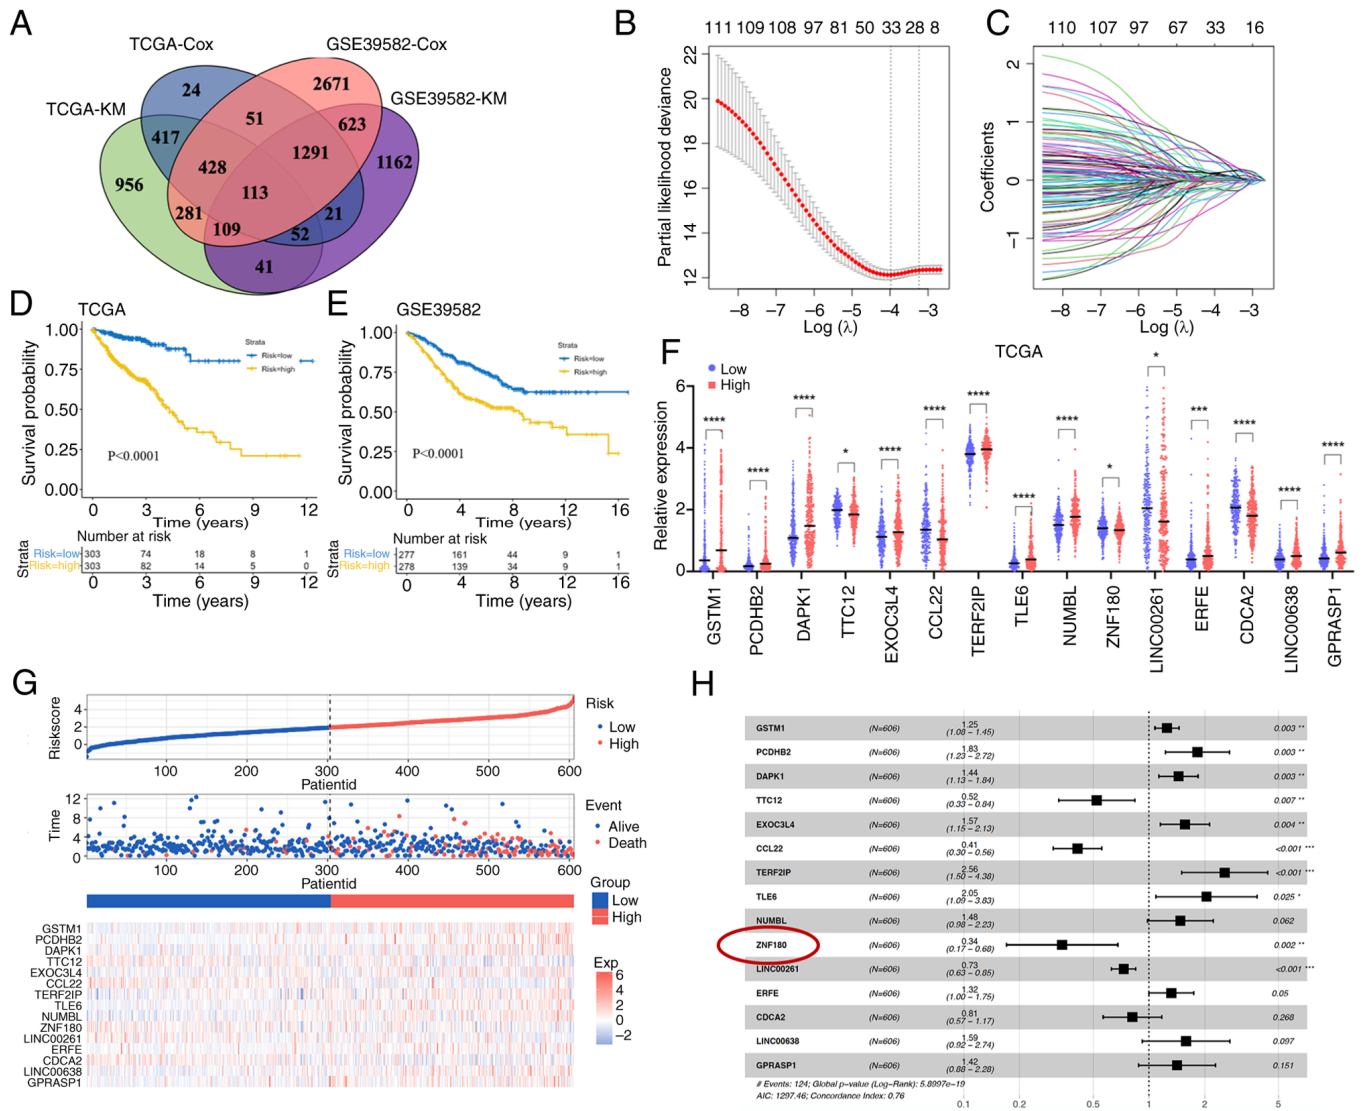 A
TCGA-Cox
GSE39582-Cox
TCGA-KM
GSE39582-KM
24
2671
51
623
417
1291
1162
428
956
113
281
21
109
52
41
B
111 109 108 97 81 50 33 28 8
Partial likelihood deviance
22
20
18
16
14
12
−8 −7 −6 −5 −4 −3
Log (λ)
C
110 107 97 67 33 16
Coefficients
2
1
0
−1
−8 −7 −6 −5 −4 −3
Log (λ)
D
TCGA
Survival probability
1.00
0.75
0.50
0.25
0.00
Strata
Risk=low
Risk=high
P<0.0001
0 3 6 9 12
Time (years)
Number at risk
Strata
Risk=low 303 74 18 8 1
Risk=high 303 82 14 5 0
0 3 6 9 12
Time (years)
E
GSE39582
Survival probability
1.00
0.75
0.50
0.25
0.00
Strata
Risk=low
Risk=high
P<0.0001
0 4 8 12 16
Time (years)
Number at risk
Strata
Risk=low 277 161 44 9 1
Risk=high 278 139 34 9 1
0 4 8 12 16
Time (years)
F
TCGA
Low
High
Relative expression
6
4
2
0
**** **** **** * **** **** **** **** **** * * *** **** **** ****
GSTM1
PCDHB2
DAPK1
TTC12
EXOC3L4
CCL22
TERF2IP
TLE6
NUMBL
ZNF180
LINC00261
ERFE
CDCA2
LINC00638
GPRASP1
G
Riskscore
4
2
0
100 200 300 400 500 600
Patientid
Risk
Low
High
Time
12
8
4
0
100 200 300 400 500 600
Patientid
Event
Alive
Death
Group
Low
High
GSTM1
PCDHB2
DAPK1
TTC12
EXOC3L4
CCL22
TERF2IP
TLE6
NUMBL
ZNF180
LINC00261
ERFE
CDCA2
LINC00638
GPRASP1
Exp
6
4
2
0
−2
H
GSTM1 (N=606) 1.25 (1.08 − 1.45) 0.003 **
PCDHB2 (N=606) 1.83 (1.23 − 2.72) 0.003 **
DAPK1 (N=606) 1.44 (1.13 − 1.84) 0.003 **
TTC12 (N=606) 0.52 (0.33 − 0.84) 0.007 **
EXOC3L4 (N=606) 1.57 (1.15 − 2.13) 0.004 **
CCL22 (N=606) 0.41 (0.30 − 0.56) <0.001 ***
TERF2IP (N=606) 2.56 (1.50 − 4.38) <0.001 ***
TLE6 (N=606) 2.05 (1.09 − 3.83) 0.025 *
NUMBL (N=606) 1.48 (0.98 − 2.23) 0.062
ZNF180 (N=606) 0.34 (0.17 − 0.68) 0.002 **
LINC00261 (N=606) 0.73 (0.63 − 0.85) <0.001 ***
ERFE (N=606) 1.32 (1.00 − 1.75) 0.05
CDCA2 (N=606) 0.81 (0.57 − 1.17) 0.268
LINC00638 (N=606) 1.59 (0.92 − 2.74) 0.097
GPRASP1 (N=606) 1.42 (0.88 − 2.28) 0.151
# Events: 124; Global p-value (Log-Rank): 5.8997e-19
AIC: 1297.46; Concordance Index: 0.76
0.1 0.2 0.5 1 2 5